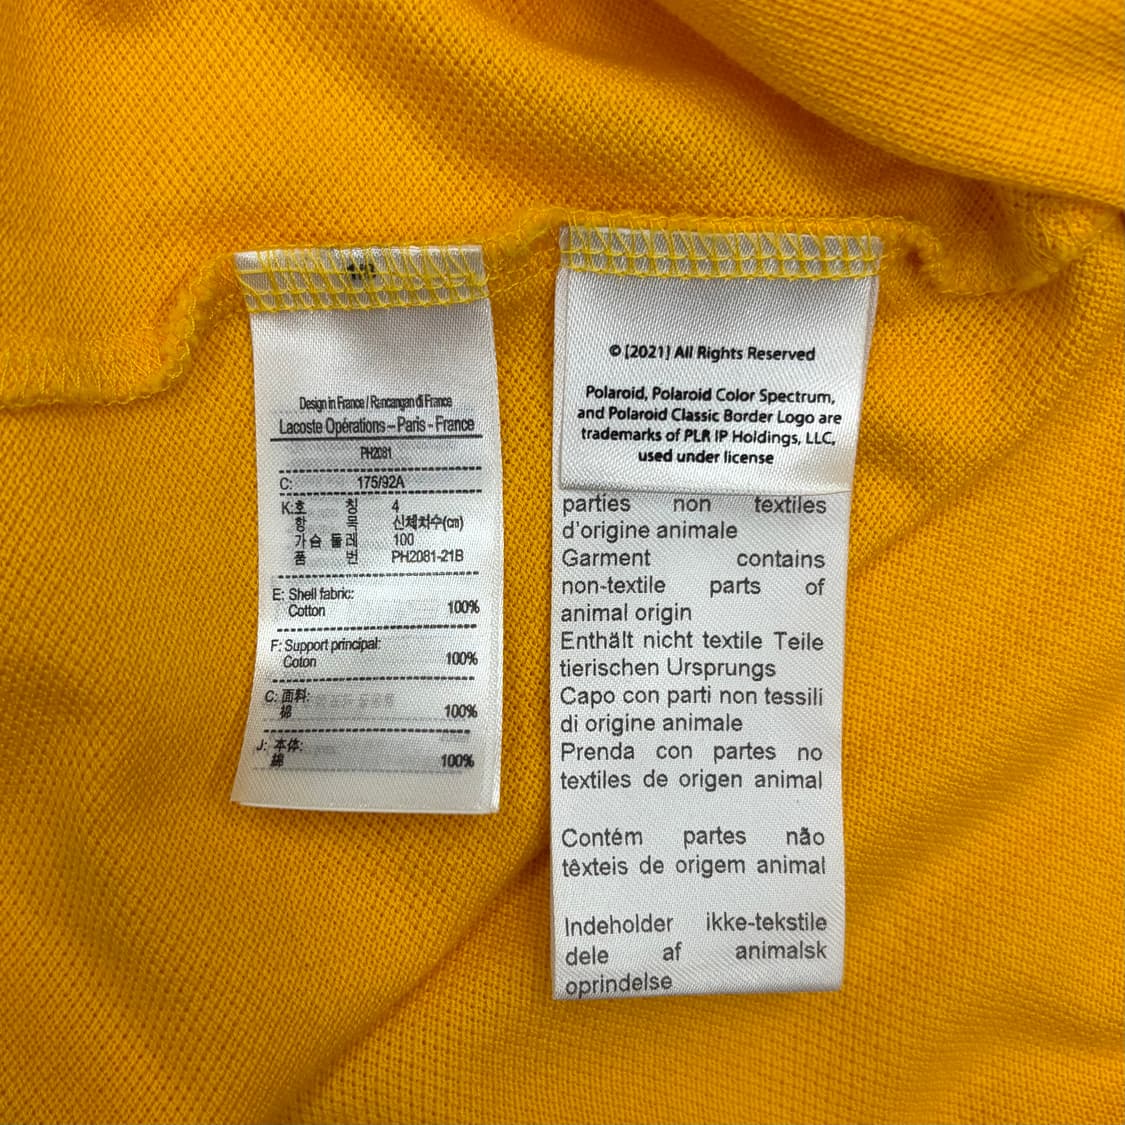 Design in France / Rancangan di France
Lacoste Opérations – Paris - France
PH2081
C: 175/92A
K:호 칭 4
항 목 신체치수(cm)
가슴 둘레 100
품 번 PH2081-21B
E: Shell fabric:
Cotton 100%
F: Support principal:
Coton 100%
C: 面料:
棉 100%
J: 本体:
綿 100%
© [2021] All Rights Reserved
Polaroid, Polaroid Color Spectrum,
and Polaroid Classic Border Logo are
trademarks of PLR IP Holdings, LLC,
used under license
parties non textiles
d'origine animale
Garment contains
non-textile parts of
animal origin
Enthält nicht textile Teile
tierischen Ursprungs
Capo con parti non tessili
di origine animale
Prenda con partes no
textiles de origen animal
Contém partes não
têxteis de origem animal
Indeholder ikke-tekstile
dele af animalsk
oprindelse